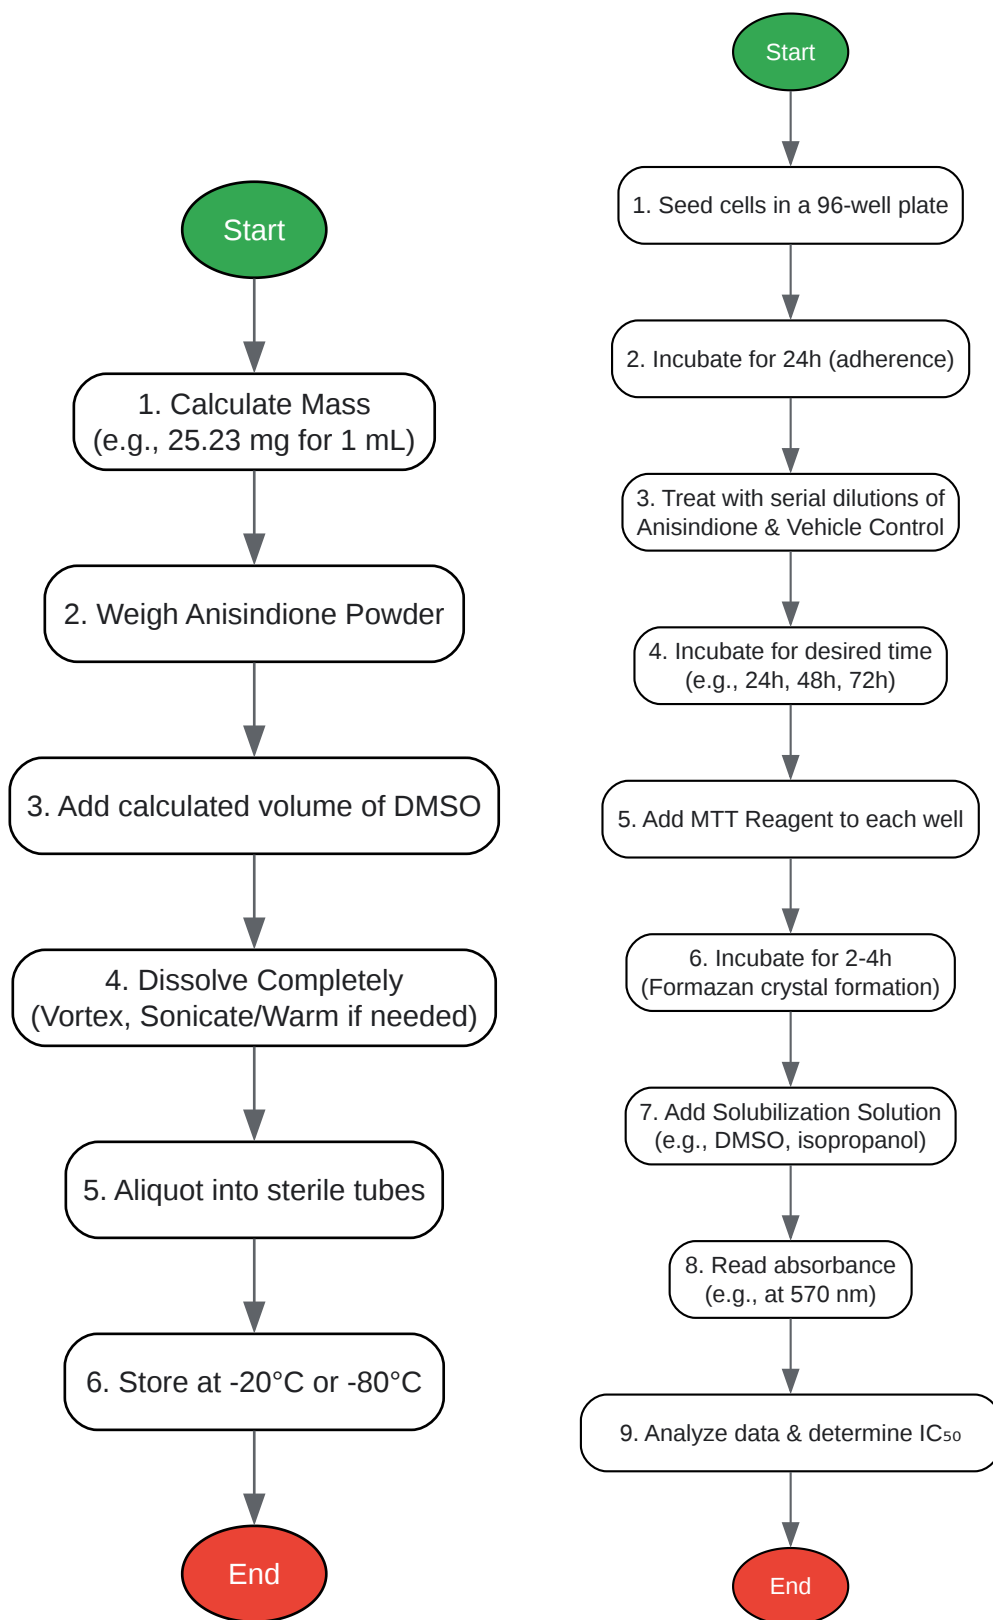 Start
1. Calculate Mass
(e.g., 25.23 mg for 1 mL)
2. Weigh Anisindione Powder
3. Add calculated volume of DMSO
4. Dissolve Completely
(Vortex, Sonicate/Warm if needed)
5. Aliquot into sterile tubes
6. Store at -20°C or -80°C
End
Start
1. Seed cells in a 96-well plate
2. Incubate for 24h (adherence)
3. Treat with serial dilutions of
Anisindione & Vehicle Control
4. Incubate for desired time
(e.g., 24h, 48h, 72h)
5. Add MTT Reagent to each well
6. Incubate for 2-4h
(Formazan crystal formation)
7. Add Solubilization Solution
(e.g., DMSO, isopropanol)
8. Read absorbance
(e.g., at 570 nm)
9. Analyze data & determine IC₅₀
End